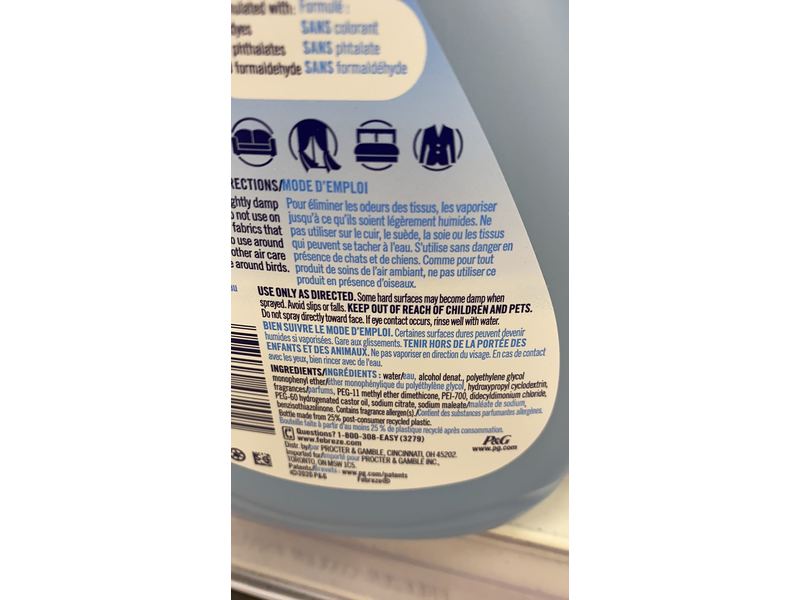 ulated with: Formulé :
dyes SANS colorant
phthalates SANS phtalate
formaldehyde SANS formaldéhyde
RECTIONS/MODE D'EMPLOI
ghtly damp
not use on
fabrics that
use around
other air care
around birds.
Pour éliminer les odeurs des tissus, les vaporiser
jusqu'à ce qu'ils soient légèrement humides. Ne
pas utiliser sur le cuir, le suède, la soie ou les tissus
qui peuvent se tacher à l'eau. S'utilise sans danger en
présence de chats et de chiens. Comme pour tout
produit de soins de l'air ambiant, ne pas utiliser ce
produit en présence d'oiseaux.
USE ONLY AS DIRECTED. Some hard surfaces may become damp when
sprayed. Avoid slips or falls. KEEP OUT OF REACH OF CHILDREN AND PETS.
Do not spray directly toward face. If eye contact occurs, rinse well with water.
BIEN SUIVRE LE MODE D'EMPLOI. Certaines surfaces dures peuvent devenir
humides si vaporisées. Gare aux glissements. TENIR HORS DE LA PORTÉE DES
ENFANTS ET DES ANIMAUX. Ne pas vaporiser en direction du visage. En cas de contact
avec les yeux, bien rincer avec de l'eau.
INGREDIENTS/INGRÉDIENTS : water/eau, alcohol denat., polyethylene glycol
monophenyl ether/éther monophénylique du polyéthylène glycol, hydroxypropyl cyclodextrin,
fragrances/parfums, PEG-11 methyl ether dimethicone, PEI-700, didecyldimonium chloride,
PEG-60 hydrogenated castor oil, sodium citrate, sodium maleate/maléate de sodium,
benzisothiazolinone. Contains fragrance allergen(s)./Contient des substances parfumantes allergènes.
Bottle made from 25% post-consumer recycled plastic.
Bouteille faite à partir d'au moins 25 % de plastique recyclé après consommation.
Questions? 1-800-308-EASY (3279)
www.febreze.com
Distr. by/par PROCTER & GAMBLE, CINCINNATI, OH 45202.
Imported for/Importé pour PROCTER & GAMBLE INC.,
TORONTO, ON M5W 1C5.
Patents/Brevets : www.pg.com/patents
©2020 P&G Febreze®
P&G
www.pg.com